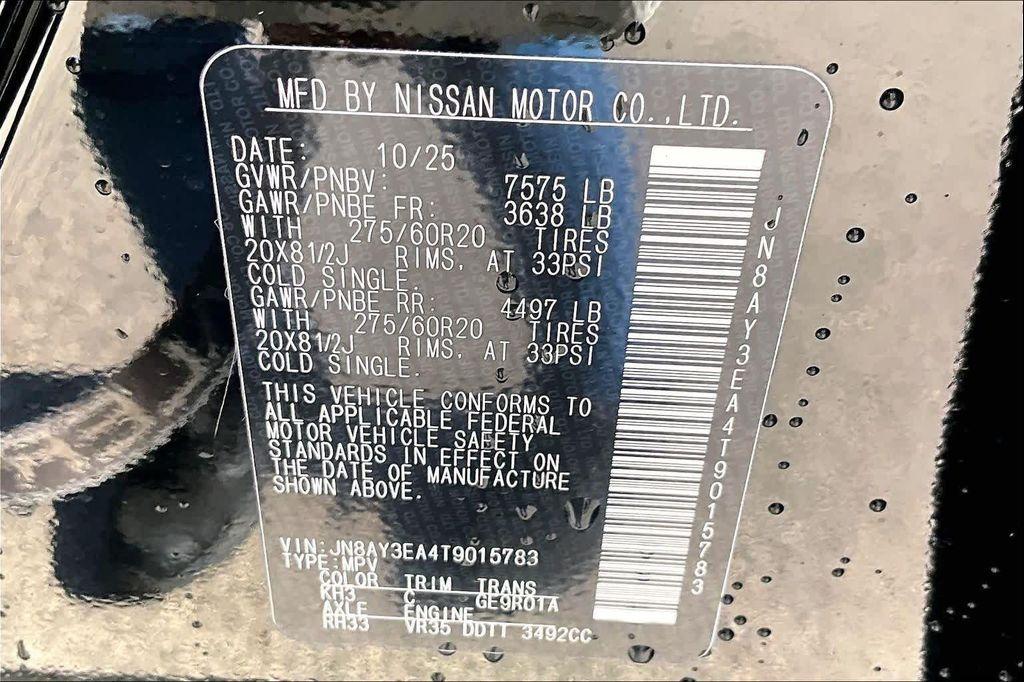 MFD BY NISSAN MOTOR CO.,LTD.
DATE: 10/25
GVWR/PNBV: 7575 LB
GAWR/PNBE FR: 3638 LB
WITH 275/60R20 TIRES
20X81/2J RIMS, AT 33PSI
COLD SINGLE.
GAWR/PNBE RR: 4497 LB
WITH 275/60R20 TIRES
20X81/2J RIMS, AT 33PSI
COLD SINGLE.
THIS VEHICLE CONFORMS TO
ALL APPLICABLE FEDERAL
MOTOR VEHICLE SAFETY
STANDARDS IN EFFECT ON
THE DATE OF MANUFACTURE
SHOWN ABOVE.
VIN:JN8AY3EA4T9015783
TYPE:MPV
COLOR TRIM TRANS
KH3 C GE9R01A
AXLE ENGINE
RH33 VR35 DDTT 3492CC
JN8AY3EA4T9015783